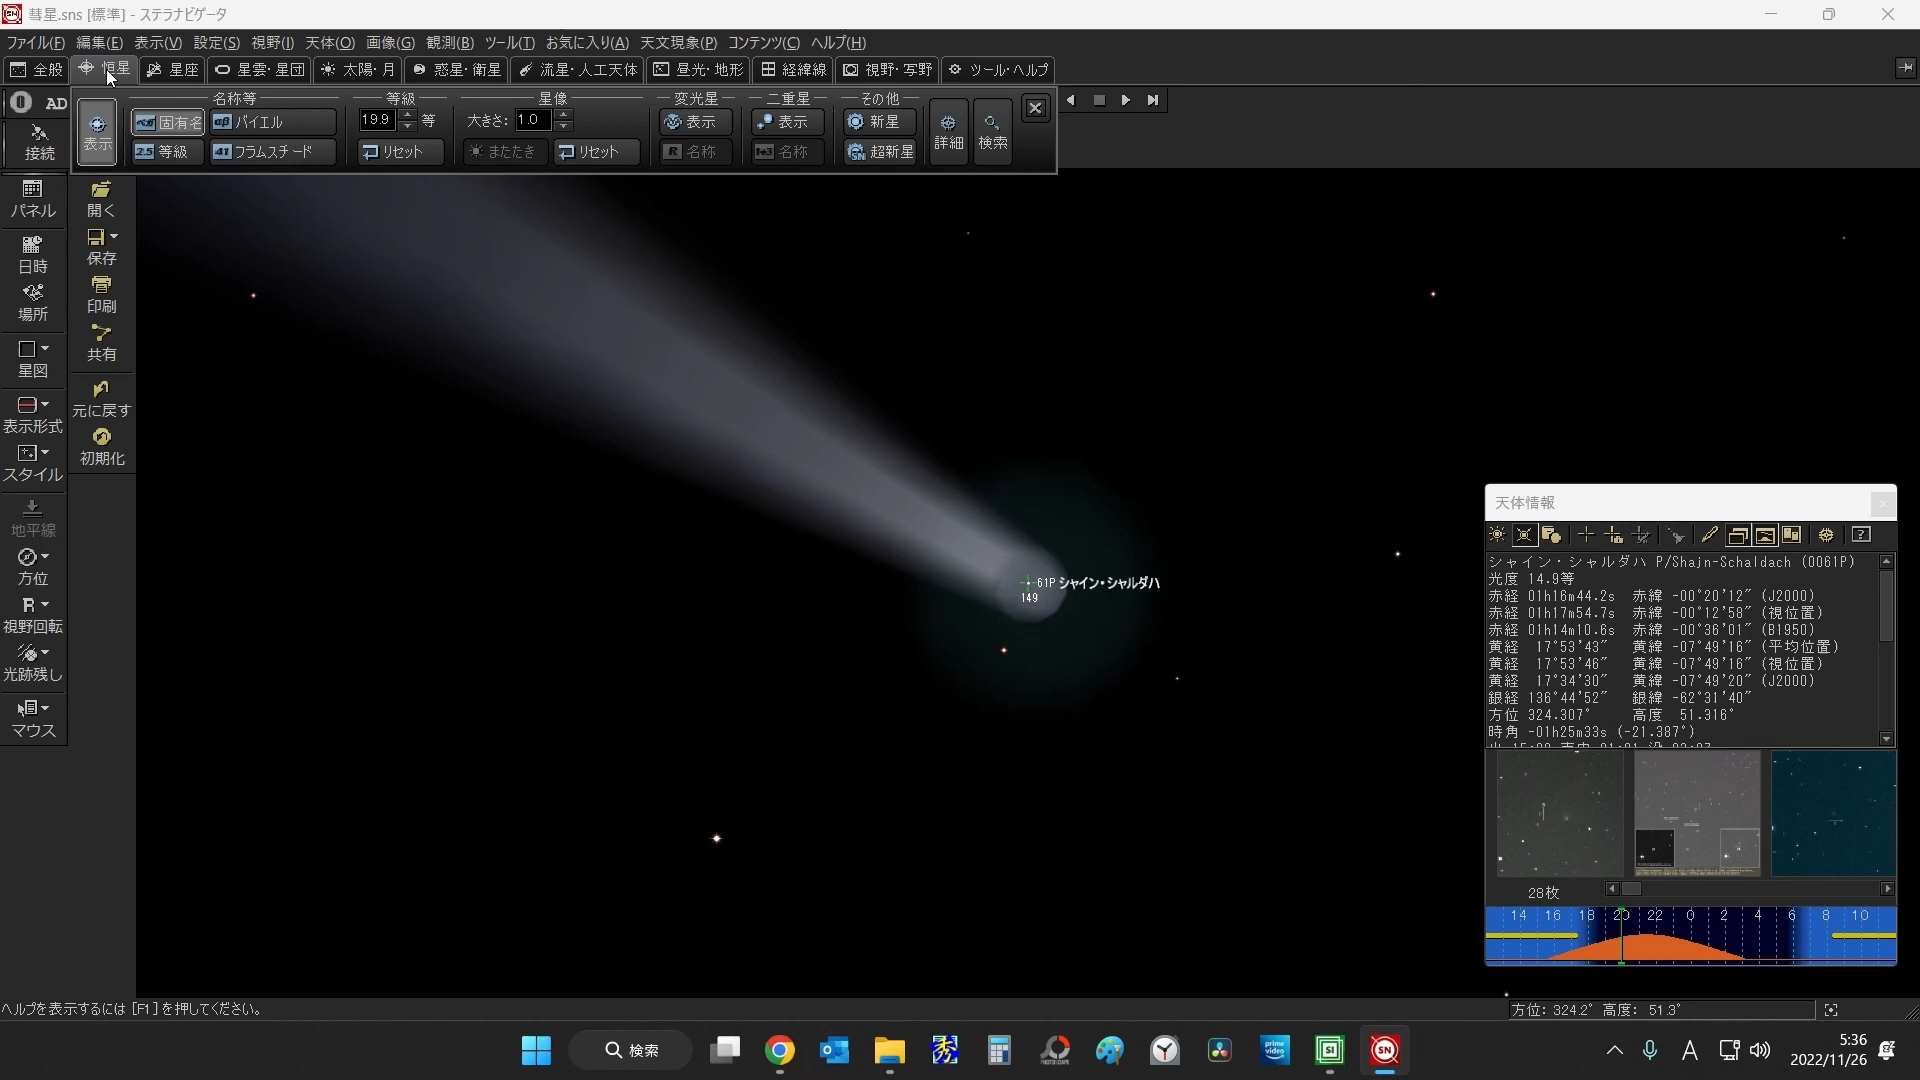 彗星.sns [標準] - ステラナビゲータ
ファイル(F) 編集(E) 表示(V) 設定(S) 視野(I) 天体(O) 画像(G) 観測(B) ツール(T) お気に入り(A) 天文現象(P) コンテンツ(C) ヘルプ(H)
全般 恒星 星座 星雲・星団 太陽・月 惑星・衛星 流星・人工天体 昼光・地形 経緯線 視野・写野 ツール・ヘルプ
名称等 等級 星像 変光星 二重星 その他
AD 表示 固有名 バイエル 19.9 等 大きさ: 1.0 表示 表示 新星 詳細 検索
接続 25 等級 41 フラムスチード リセット またたき リセット R 名称 名称 SN 超新星
パネル
日時
場所
星図
表示形式
スタイル
地平線
方位
R
視野回転
光跡残し
マウス
開く
保存
印刷
共有
元に戻す
初期化
61P シャイン・シャルダハ
149
天体情報
シャイン・シャルダハ P/Shajn-Schaldach (0061P)
光度 14.9等
赤経 01h16m44.2s 赤緯 -00°20'12" (J2000)
赤経 01h17m54.7s 赤緯 -00°12'58" (視位置)
赤経 01h14m10.6s 赤緯 -00°36'01" (B1950)
黄経 17°53'43" 黄緯 -07°49'16" (平均位置)
黄経 17°53'46" 黄緯 -07°49'16" (視位置)
黄経 17°34'30" 黄緯 -07°49'20" (J2000)
銀経 136°44'52" 銀緯 -62°31'40"
方位 324.307° 高度 51.316°
時角 -01h25m33s (-21.387°)
28枚
14 16 18 20 22 0 2 4 6 8 10
ヘルプを表示するには [F1] を押してください。
方位: 324.2° 高度: 51.3°
検索
秀
prime video
SI
SN
A
5:36
2022/11/26